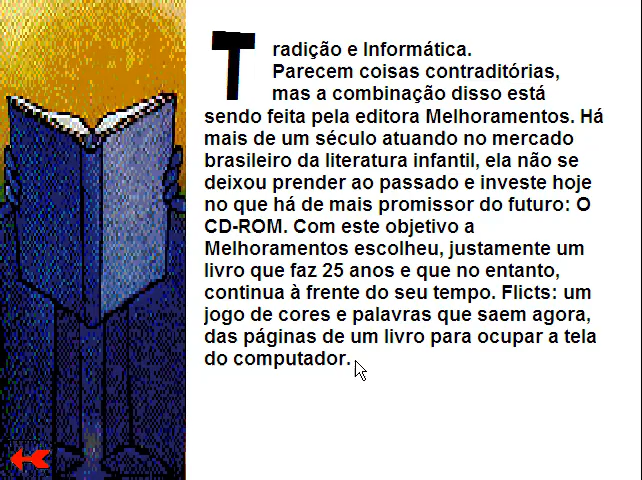 Tradição e Informática.
Parecem coisas contraditórias,
mas a combinação disso está
sendo feita pela editora Melhoramentos. Há
mais de um século atuando no mercado
brasileiro da literatura infantil, ela não se
deixou prender ao passado e investe hoje
no que há de mais promissor do futuro: O
CD-ROM. Com este objetivo a
Melhoramentos escolheu, justamente um
livro que faz 25 anos e que no entanto,
continua à frente do seu tempo. Flicts: um
jogo de cores e palavras que saem agora,
das páginas de um livro para ocupar a tela
do computador.